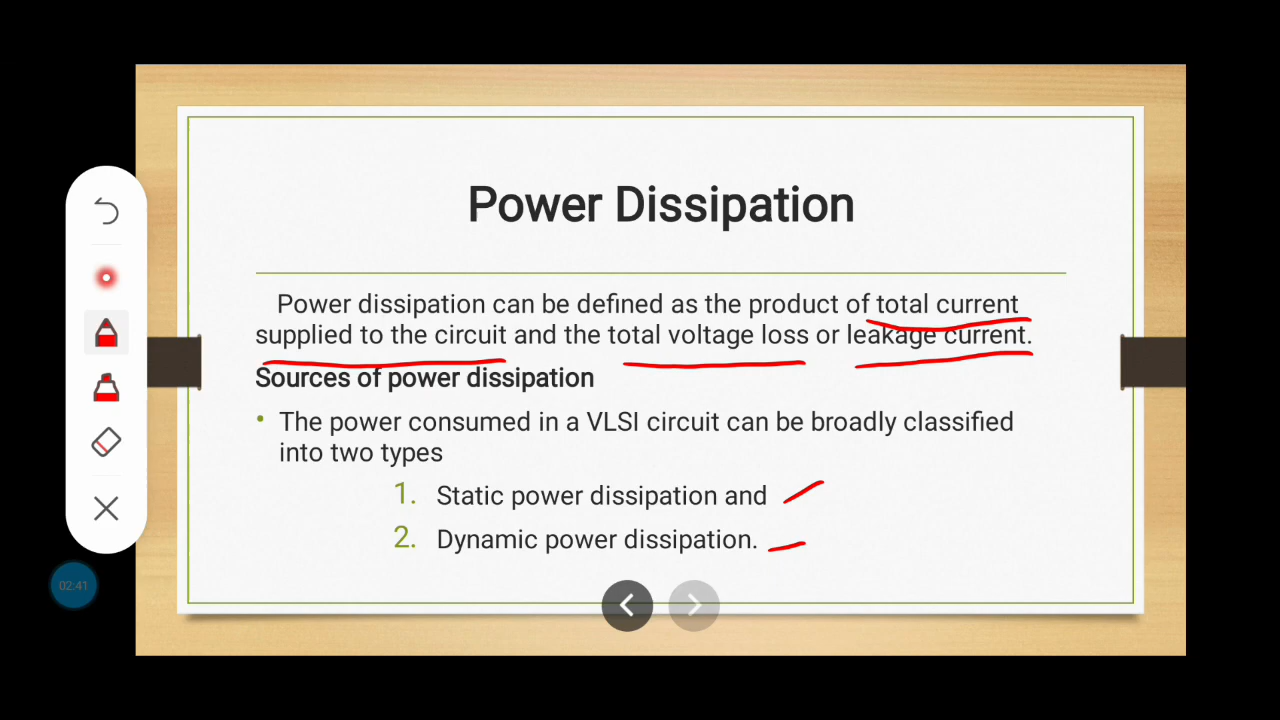 Power Dissipation
Power dissipation can be defined as the product of total current
supplied to the circuit and the total voltage loss or leakage current.
Sources of power dissipation
• The power consumed in a VLSI circuit can be broadly classified
into two types
1. Static power dissipation and
2. Dynamic power dissipation.
02:41